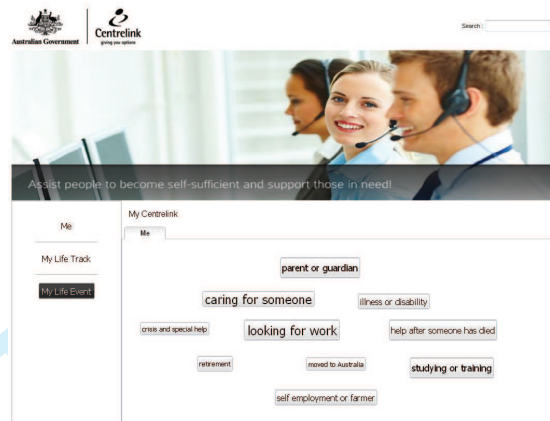 Australian Government
Centrelink
giving you options
Search :
Assist people to become self-sufficient and support those in need!
Me
My Life Track
My Life Event
My Centrelink
Me
parent or guardian
caring for someone
illness or disability
crisis and special help
looking for work
help after someone has died
retirement
moved to Australia
studying or training
self employment or farmer